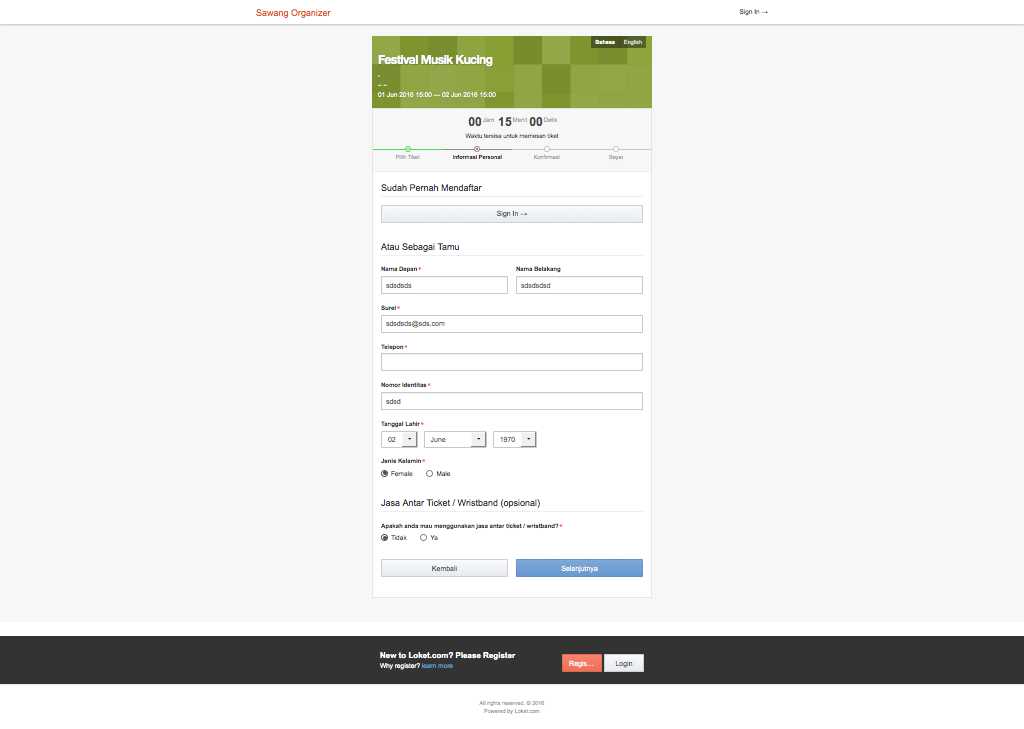 Sawang Organizer
Sign In →
Bahasa English
Festival Musik Kucing
-
– –
01 Jun 2016 15:00 — 02 Jun 2016 15:00
00 Jam 15 Menit 00 Detik
Waktu tersisa untuk memesan tiket
Pilih Tiket Informasi Personal Konfirmasi Bayar
Sudah Pernah Mendaftar
Sign In →
Atau Sebagai Tamu
Nama Depan* Nama Belakang
sdsdsds sdsdsdsd
Surel*
sdsdsds@sds.com
Telepon*
Nomor Identitas*
sdsd
Tanggal Lahir*
02 June 1970
Jenis Kelamin*
Female Male
Jasa Antar Ticket / Wristband (opsional)
Apakah anda mau menggunakan jasa antar ticket / wristband?*
Tidak Ya
Kembali Selanjutnya
New to Loket.com? Please Register
Why register? learn more
Regis... Login
All rights reserved. © 2016
Powered by Loket.com